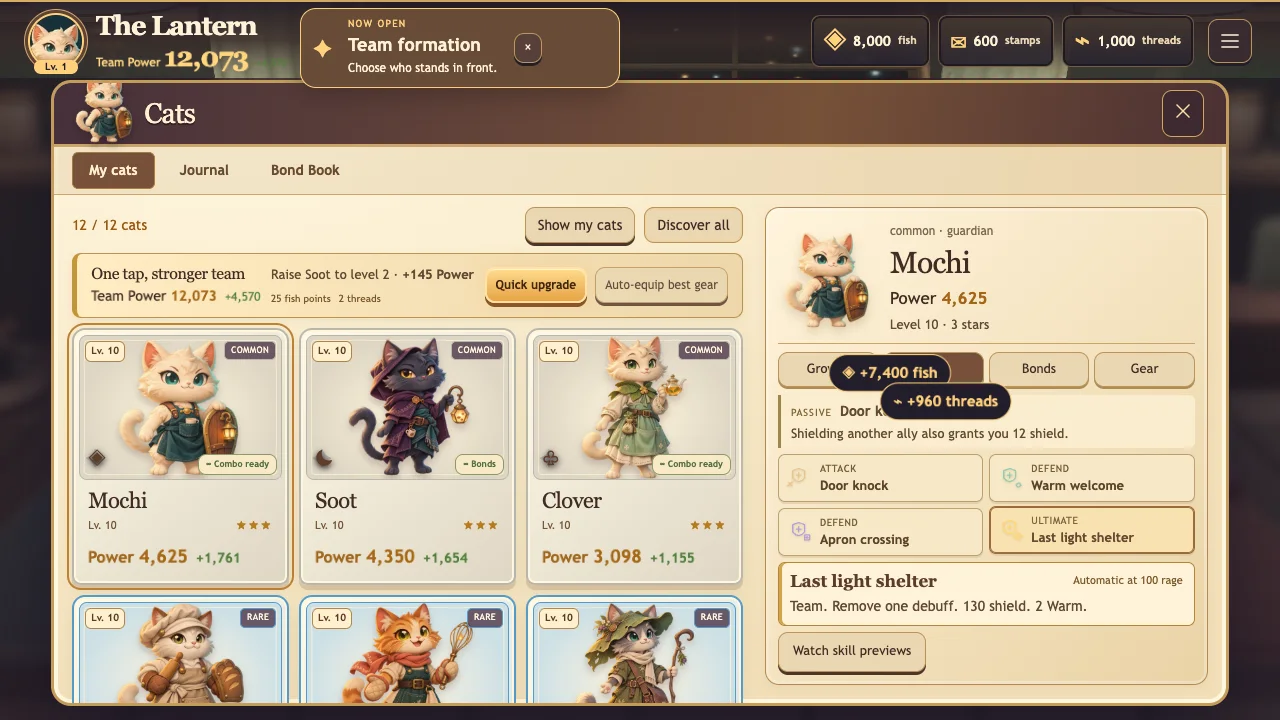 The Lantern
Lv. 1
Team Power 12,073
NOW OPEN
Team formation
Choose who stands in front.
8,000 fish
600 stamps
1,000 threads
Cats
My cats
Journal
Bond Book
12 / 12 cats
Show my cats
Discover all
One tap, stronger team
Team Power 12,073 +4,570
Raise Soot to level 2 · +145 Power
25 fish points 2 threads
Quick upgrade
Auto-equip best gear
Lv. 10
COMMON
Combo ready
Mochi
Lv. 10
Power 4,625 +1,761
Lv. 10
COMMON
Bonds
Soot
Lv. 10
Power 4,350 +1,654
Lv. 10
COMMON
Combo ready
Clover
Lv. 10
Power 3,098 +1,155
Lv. 10
RARE
Lv. 10
RARE
Lv. 10
RARE
common · guardian
Mochi
Power 4,625
Level 10 · 3 stars
Bonds
Gear
+7,400 fish
+960 threads
PASSIVE Door
Shielding another ally also grants you 12 shield.
ATTACK
Door knock
DEFEND
Warm welcome
DEFEND
Apron crossing
ULTIMATE
Last light shelter
Last light shelter
Automatic at 100 rage
Team. Remove one debuff. 130 shield. 2 Warm.
Watch skill previews